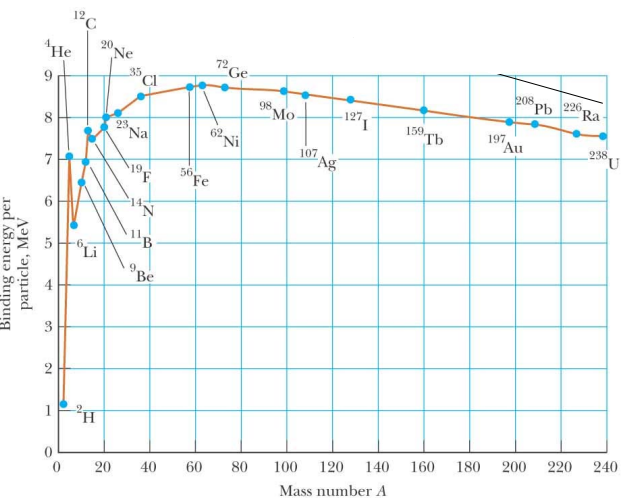 ¹²C
⁴He
²⁰Ne
³⁵Cl
⁷²Ge
9
8
7
6
5
4
3
2
1
0
²³Na
⁹⁸Mo
¹²⁷I
²⁰⁸Pb
²²⁶Ra
⁶²Ni
¹⁵⁹Tb
¹⁹⁷Au
¹⁰⁷Ag
²³⁸U
¹⁹F
⁵⁶Fe
¹⁴N
¹¹B
⁶Li
⁹Be
²H
Binding energy per
particle, MeV
0 20 40 60 80 100 120 140 160 180 200 220 240
Mass number A